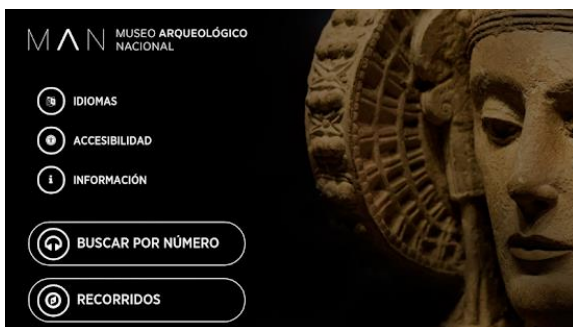 MAN MUSEO ARQUEOLÓGICO
NACIONAL
IDIOMAS
ACCESIBILIDAD
INFORMACIÓN
BUSCAR POR NÚMERO
RECORRIDOS